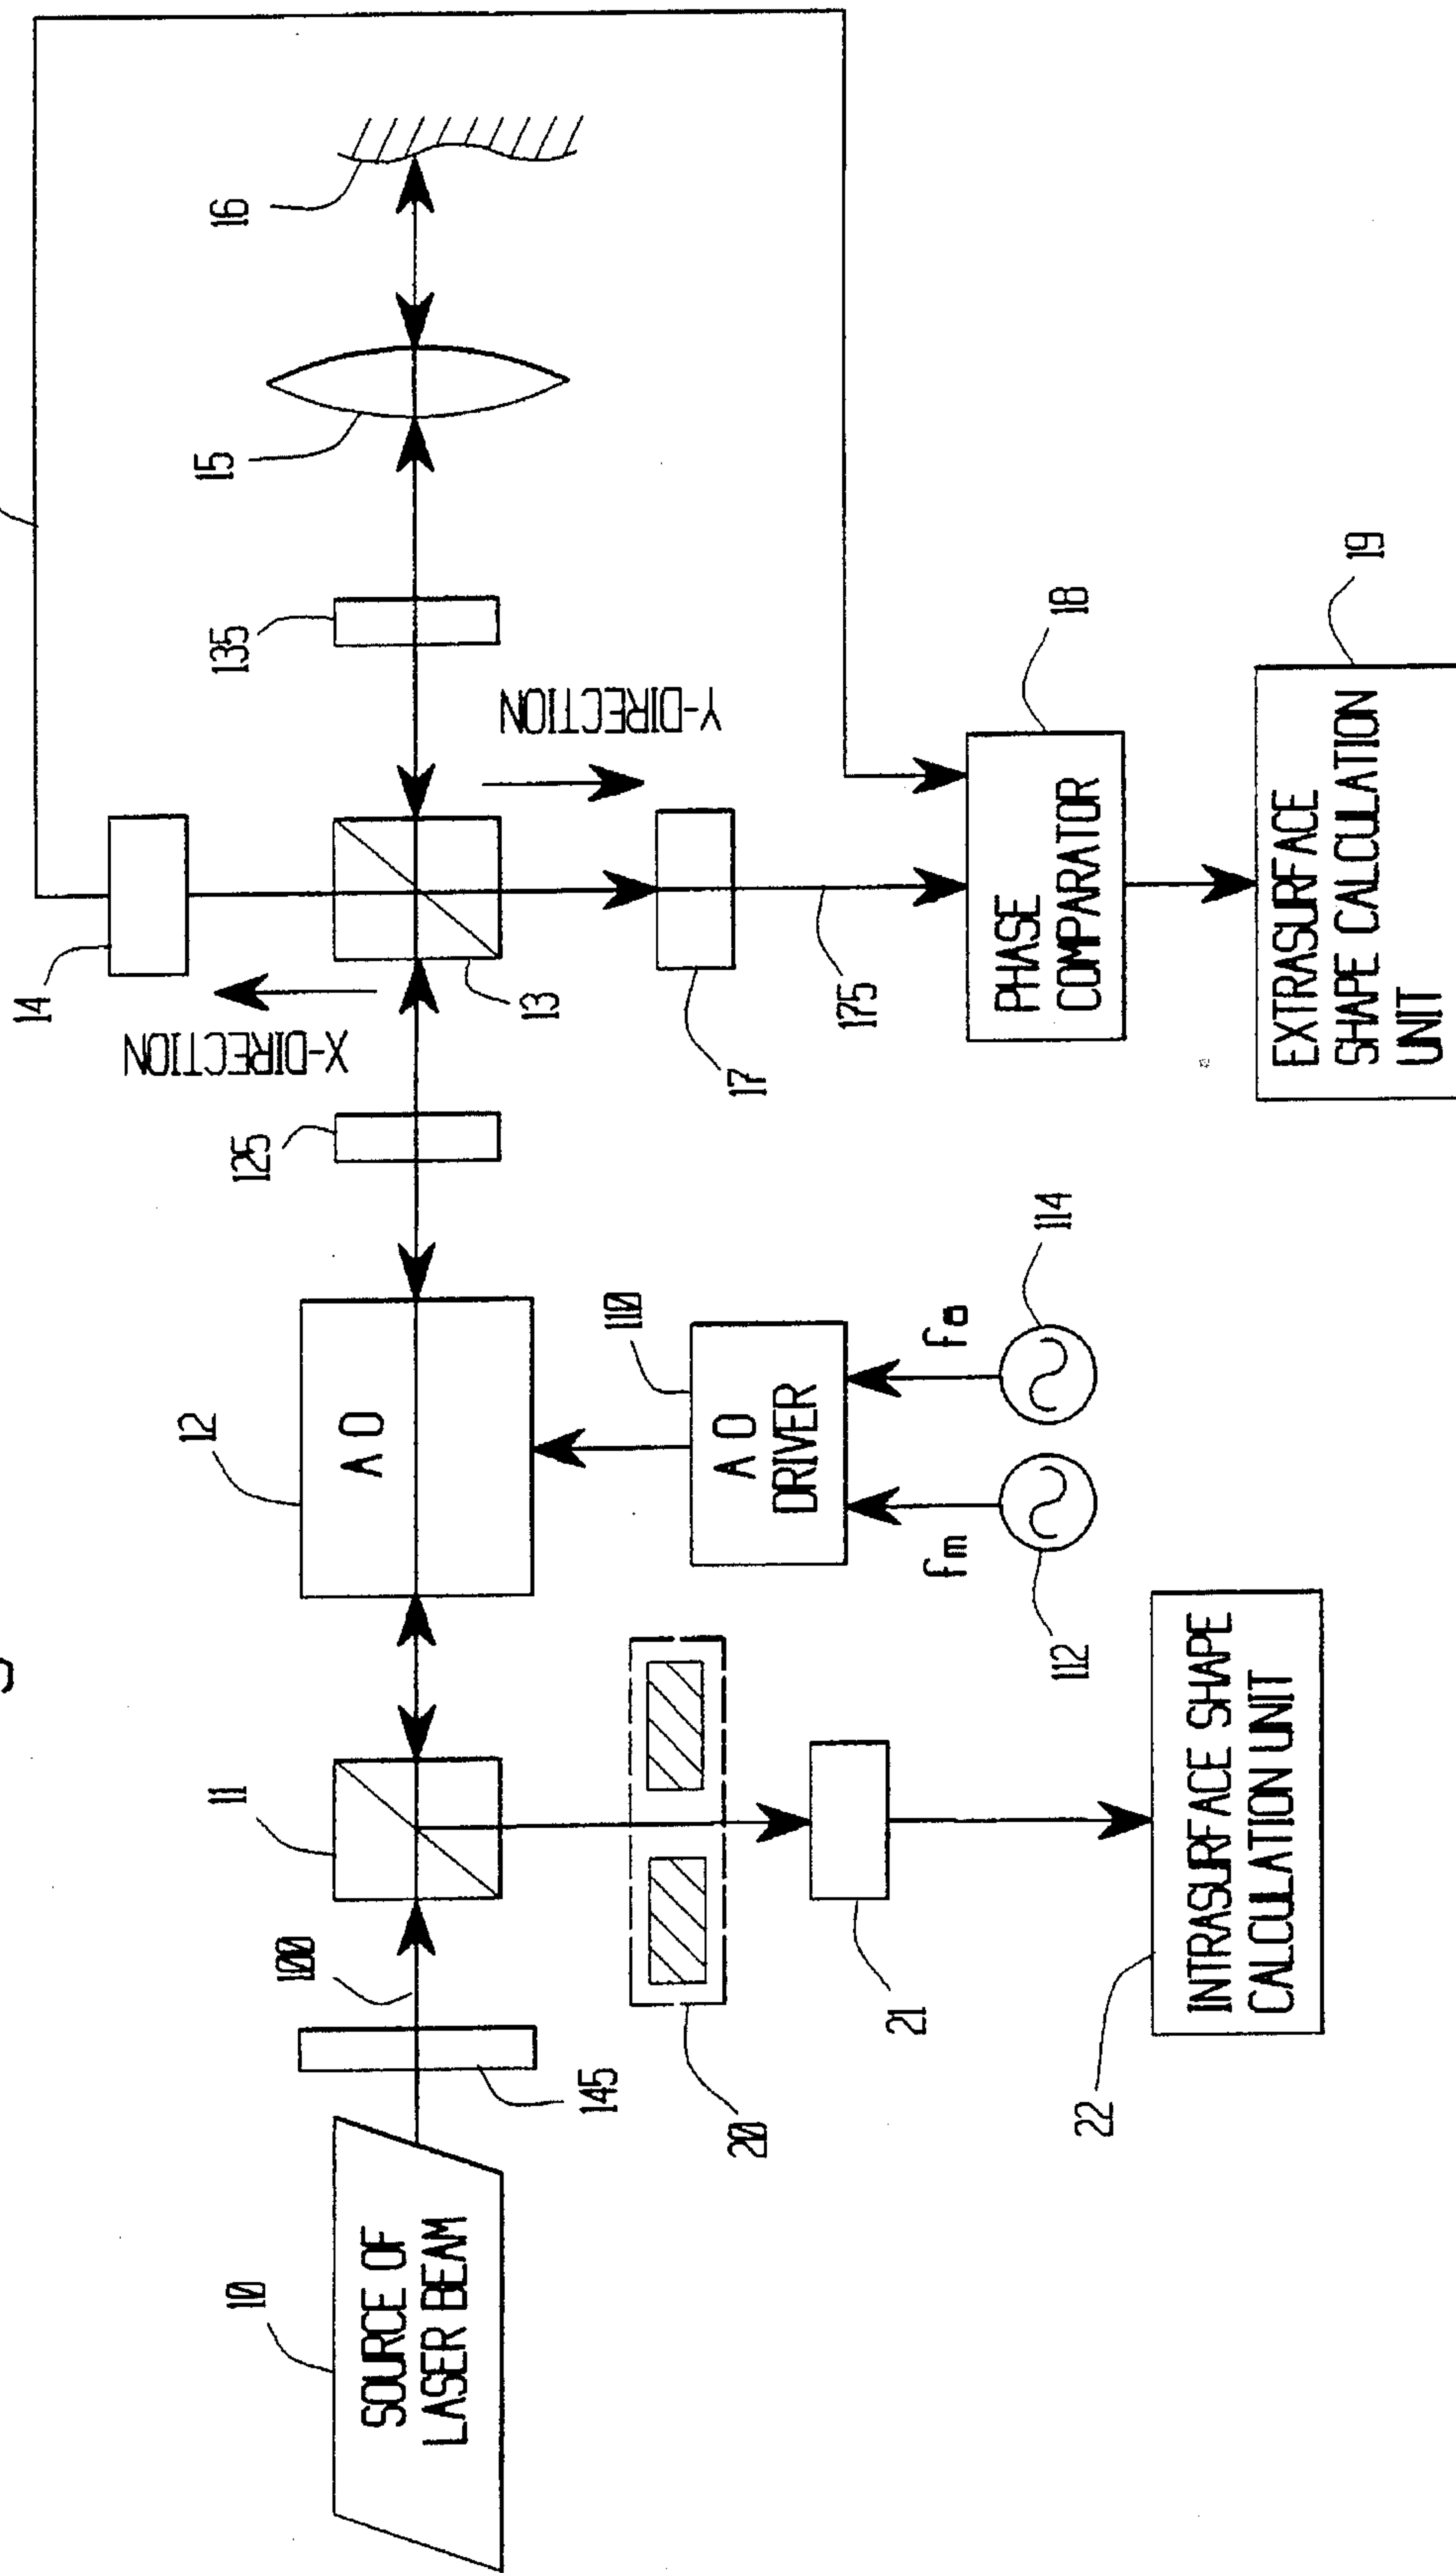 10
SOURCE OF
LASER BEAM
145
100
11
20
21
22
INTRASURFACE SHAPE
CALCULATION UNIT
12
A O
110
A O
DRIVER
fm
fa
112
114
125
X-DIRECTION
14
13
Y-DIRECTION
17
175
135
15
16
18
PHASE
COMPARATOR
19
EXTRASURFACE
SHAPE CALCULATION
UNIT